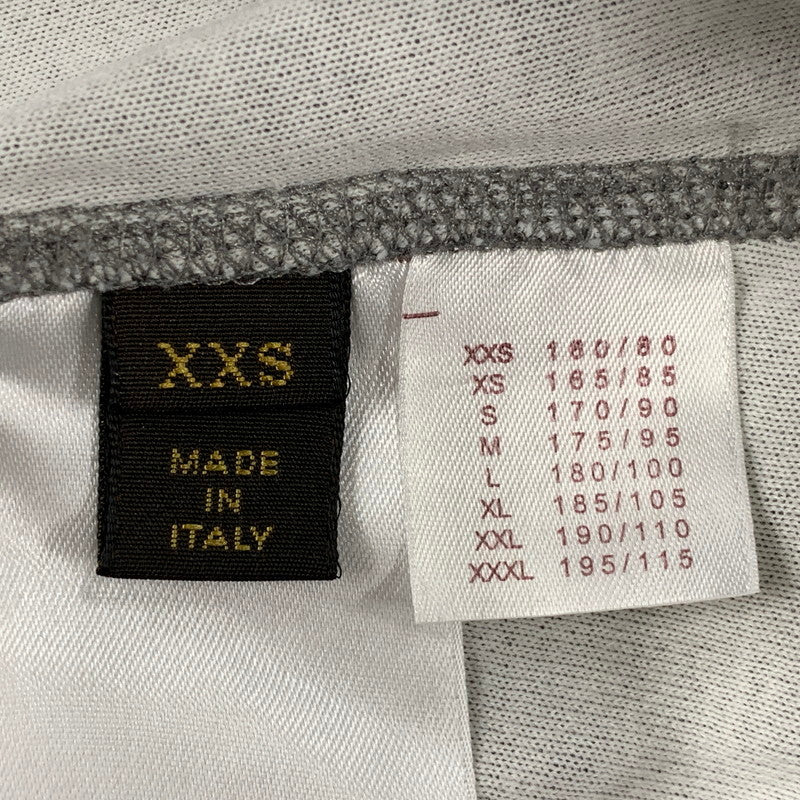 XXS
MADE
IN
ITALY
XXS 160/80
XS 165/85
S 170/90
M 175/95
L 180/100
XL 185/105
XXL 190/110
XXXL 195/115